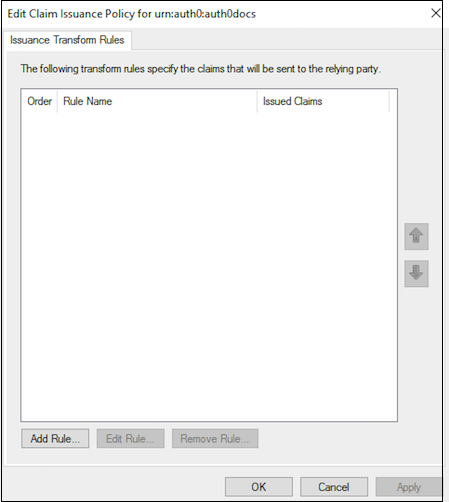 Edit Claim Issuance Policy for urn:auth0:auth0docs
Issuance Transform Rules
The following transform rules specify the claims that will be sent to the relying party.
Order Rule Name Issued Claims
Add Rule... Edit Rule... Remove Rule...
OK Cancel Apply